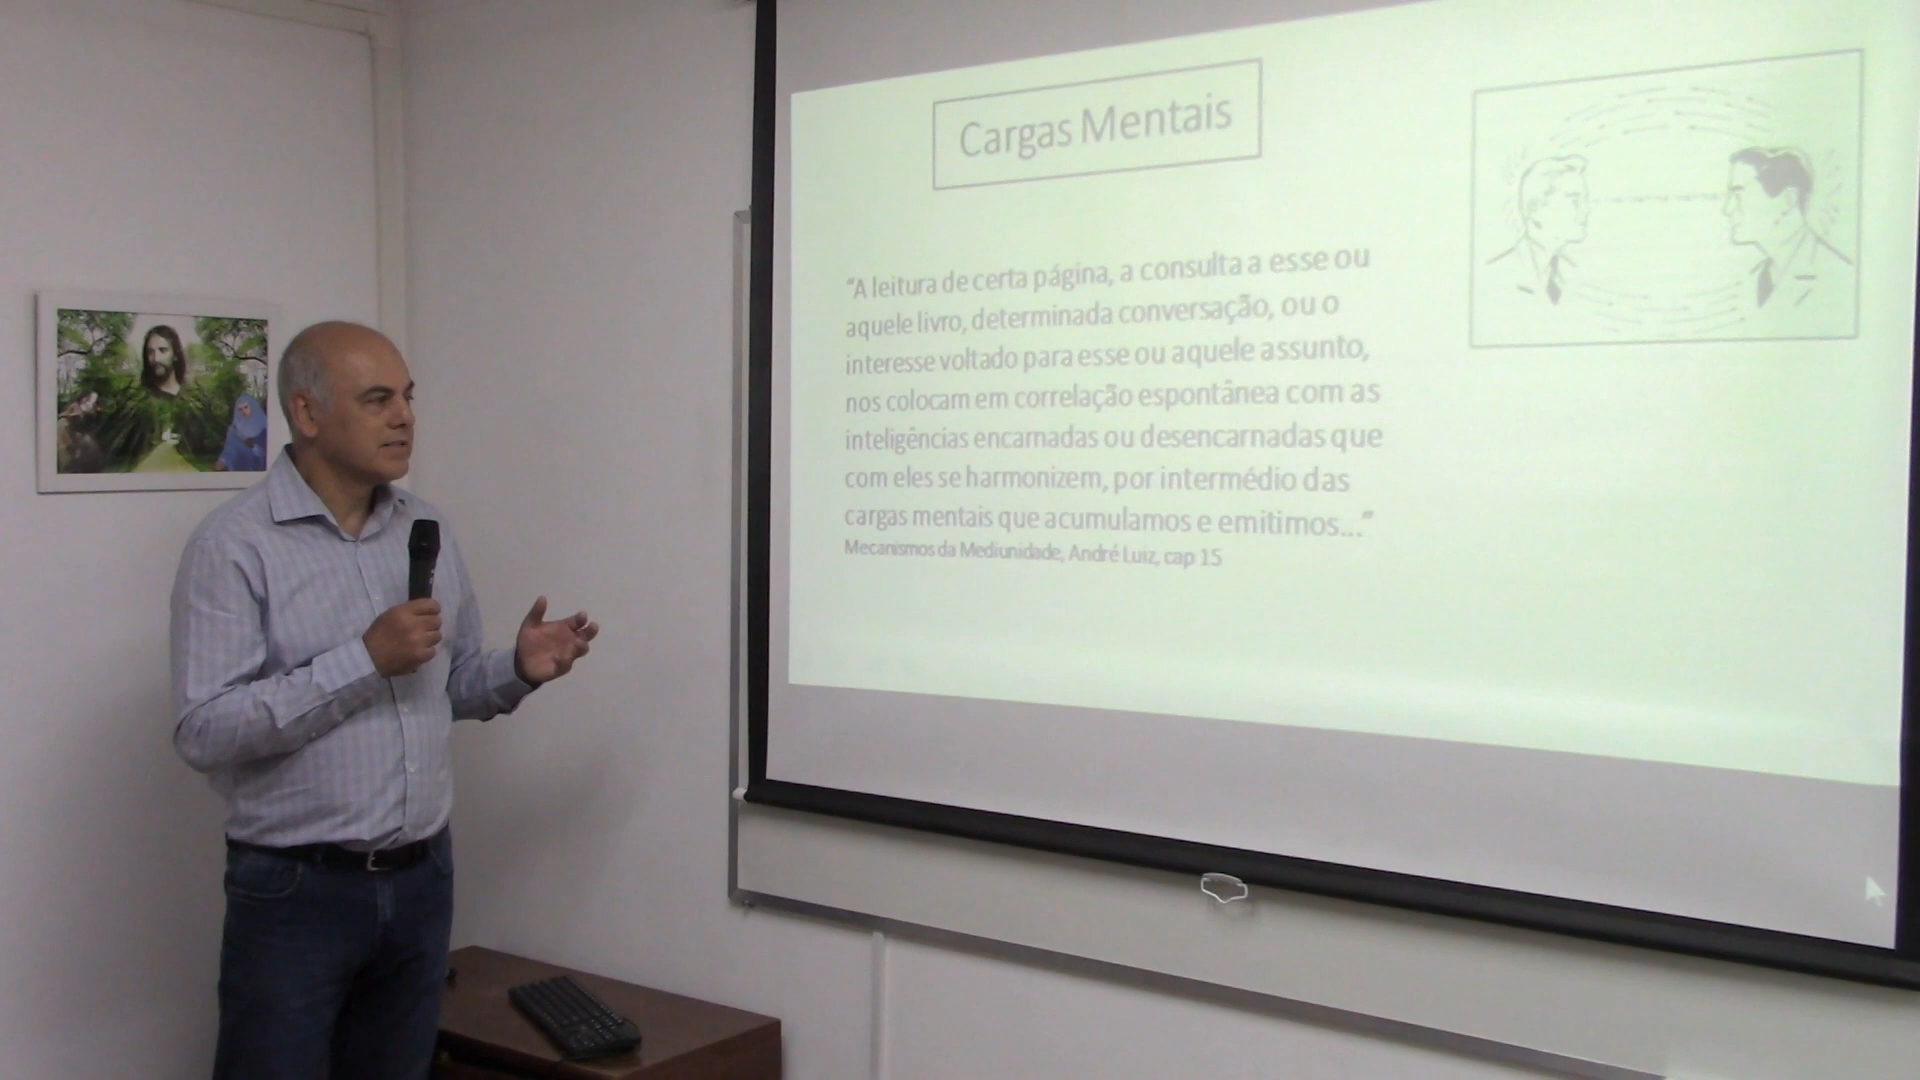 Cargas Mentais
“A leitura de certa página, a consulta a esse ou
aquele livro, determinada conversação, ou o
interesse voltado para esse ou aquele assunto,
nos colocam em correlação espontânea com as
inteligências encarnadas ou desencarnadas que
com eles se harmonizem, por intermédio das
cargas mentais que acumulamos e emitimos...”
Mecanismos da Mediunidade, André Luiz, cap 15